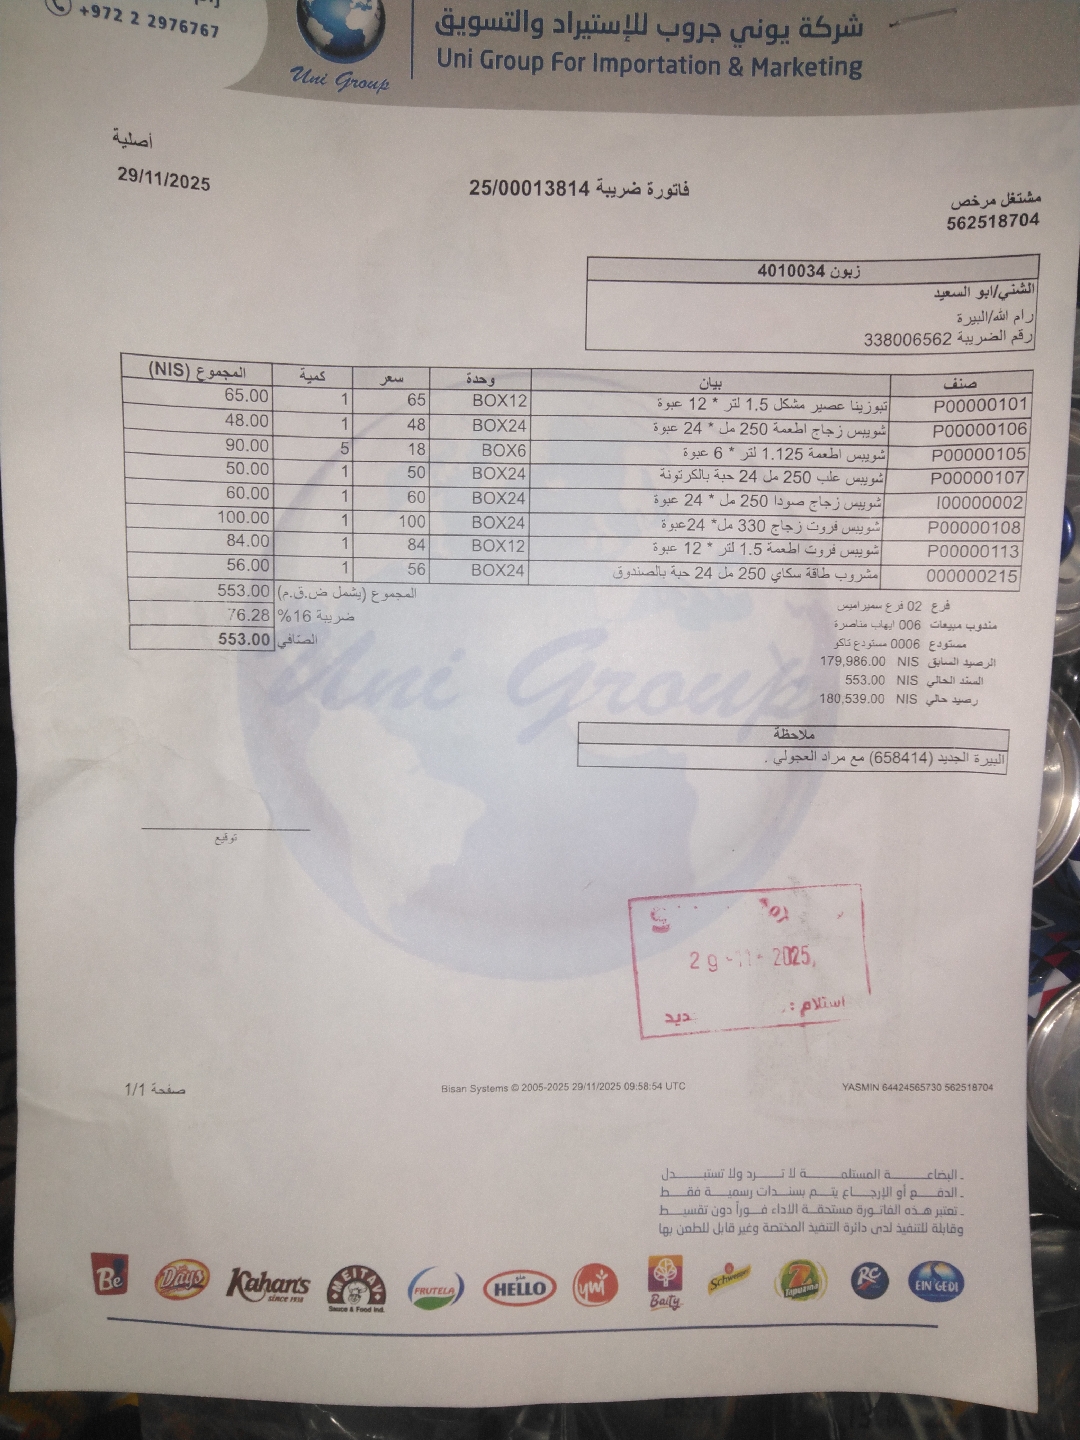 +972 2 2976767
Uni Group
شركة يوني جروب للإستيراد والتسويق
Uni Group For Importation & Marketing
أصلية
29/11/2025
فاتورة ضريبة 25/00013814
مشتغل مرخص
562518704
زبون 4010034
الشني/ابو السعيد
رام الله/البيرة
رقم الضريبة 338006562
صنف بيان وحدة سعر كمية المجموع (NIS)
P00000101 تبوزينا عصير مشكل 1.5 لتر * 12 عبوة BOX12 65 1 65.00
P00000106 شويبس زجاج اطعمة 250 مل * 24 عبوة BOX24 48 1 48.00
P00000105 شويبس اطعمة 1.125 لتر * 6 عبوة BOX6 18 5 90.00
P00000107 شويبس علب 250 مل 24 حبة بالكرتونة BOX24 50 1 50.00
I00000002 شويبس زجاج صودا 250 مل * 24 عبوة BOX24 60 1 60.00
P00000108 شويبس فروت زجاج 330 مل* 24عبوة BOX24 100 1 100.00
P00000113 شويبس فروت اطعمة 1.5 لتر * 12 عبوة BOX12 84 1 84.00
000000215 مشروب طاقة سكاي 250 مل 24 حبة بالصندوق BOX24 56 1 56.00
المجموع (يشمل ض.ق.م) 553.00
ضريبة 16% 76.28
الصافي 553.00
فرع 02 فرع سميراميس
مندوب مبيعات 006 ايهاب مناصرة
مستودع 0006 مستودع تاكو
الرصيد السابق NIS 179,986.00
السند الحالي NIS 553.00
رصيد حالي NIS 180,539.00
Uni Group
ملاحظة
البيرة الجديد (658414) مع مراد العجولي .
توقيع
29-11-2025
استلام :
ديد
صفحة 1/1
Bisan Systems © 2005-2025 29/11/2025 09:58:54 UTC
YASMIN 64424565730 562518704
. البضاعة المستلمة لا ترد ولا تستبدل
. الدفع أو الإرجاع يتم بسندات رسمية فقط
. تعتبر هذه الفاتورة مستحقة الاداء فوراً دون تقسيط
وقابلة للتنفيذ لدى دائرة التنفيذ المختصة وغير قابل للطعن بها
Be
Days
Kahan's
since 1938
MEITAV
Sauce & Food Ind.
FRUTELA
HELLO
ymi
Baity
Schweppes
Tapuzina
RC
EIN GEDI